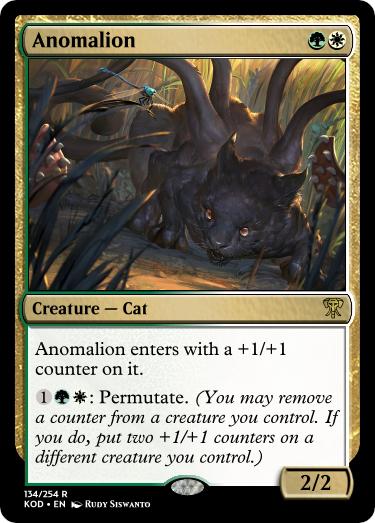 Anomalion
Creature — Cat
Anomalion enters with a +1/+1
counter on it.
1: Permutate. (You may remove
a counter from a creature you control. If
you do, put two +1/+1 counters on a
different creature you control.)
2/2
134/254 R
KOD • EN Rudy Siswanto